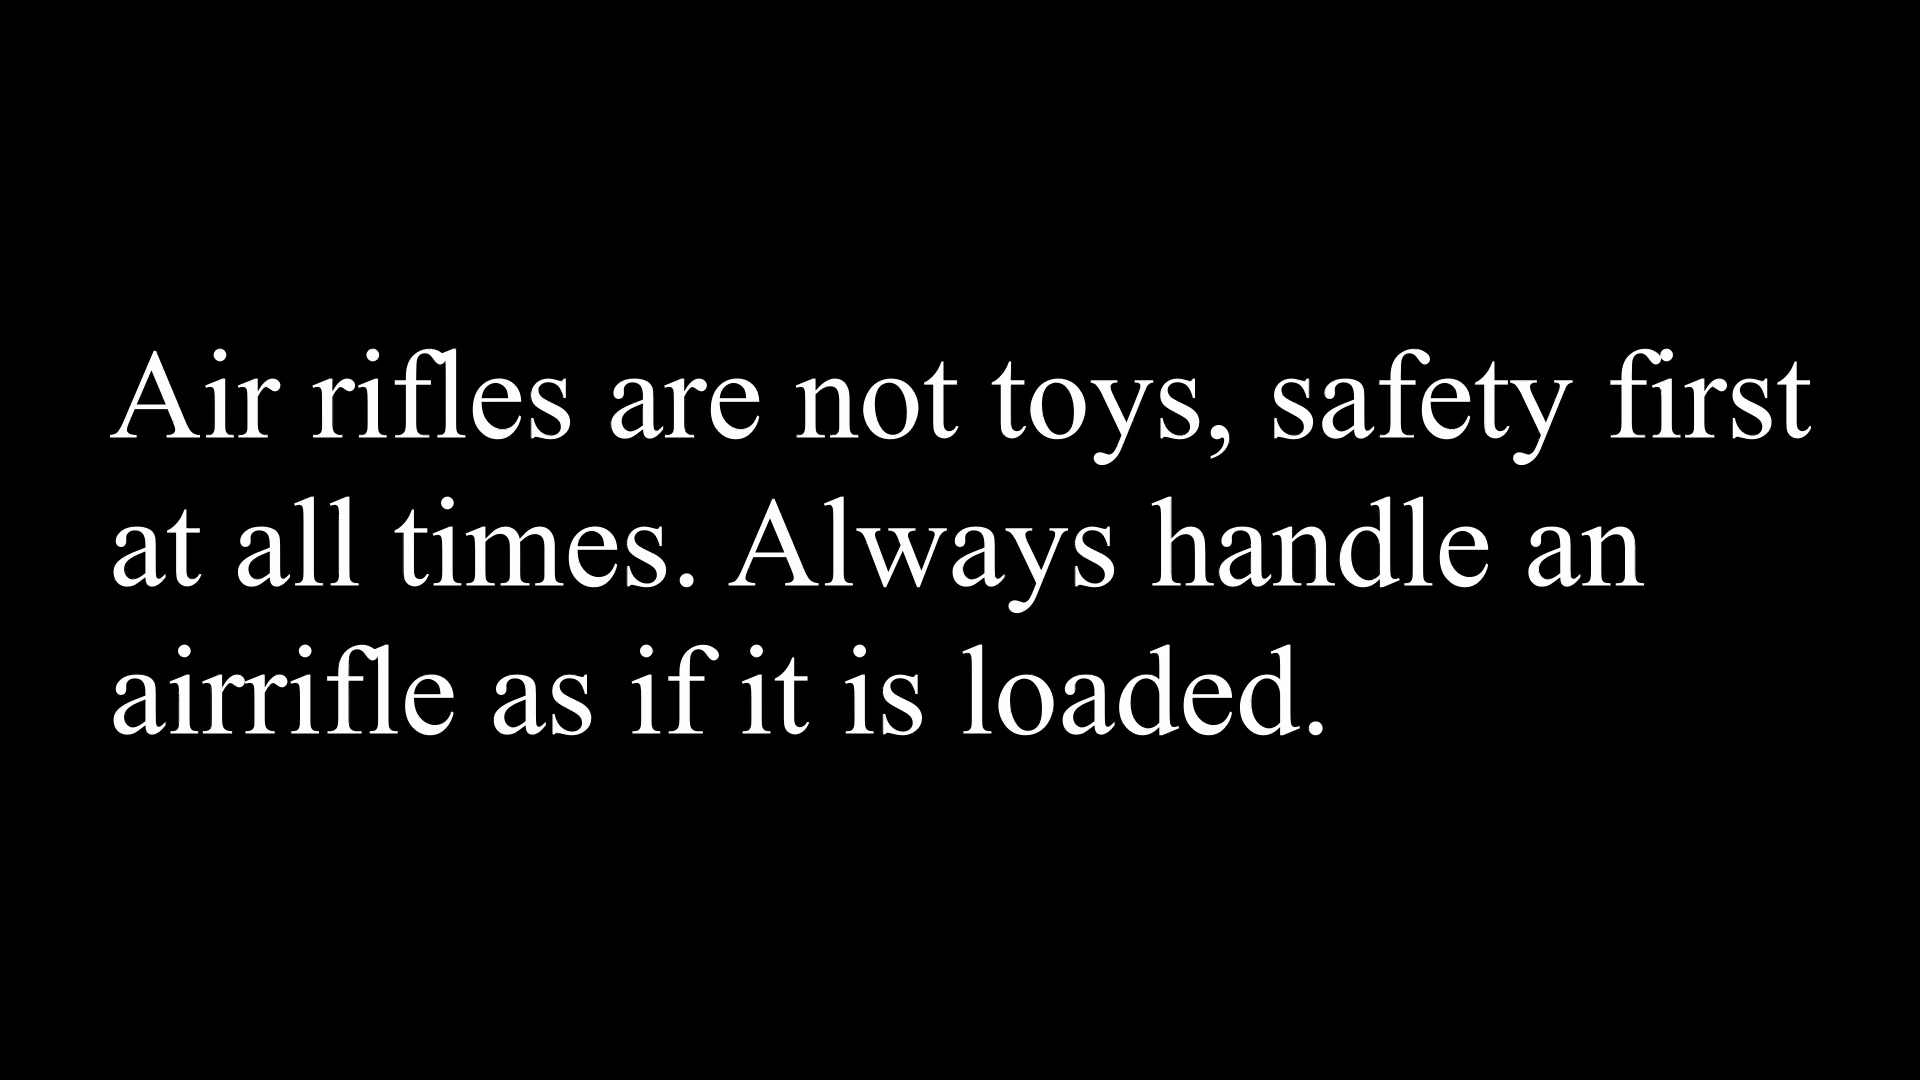 Air rifles are not toys, safety first
at all times. Always handle an
airrifle as if it is loaded.